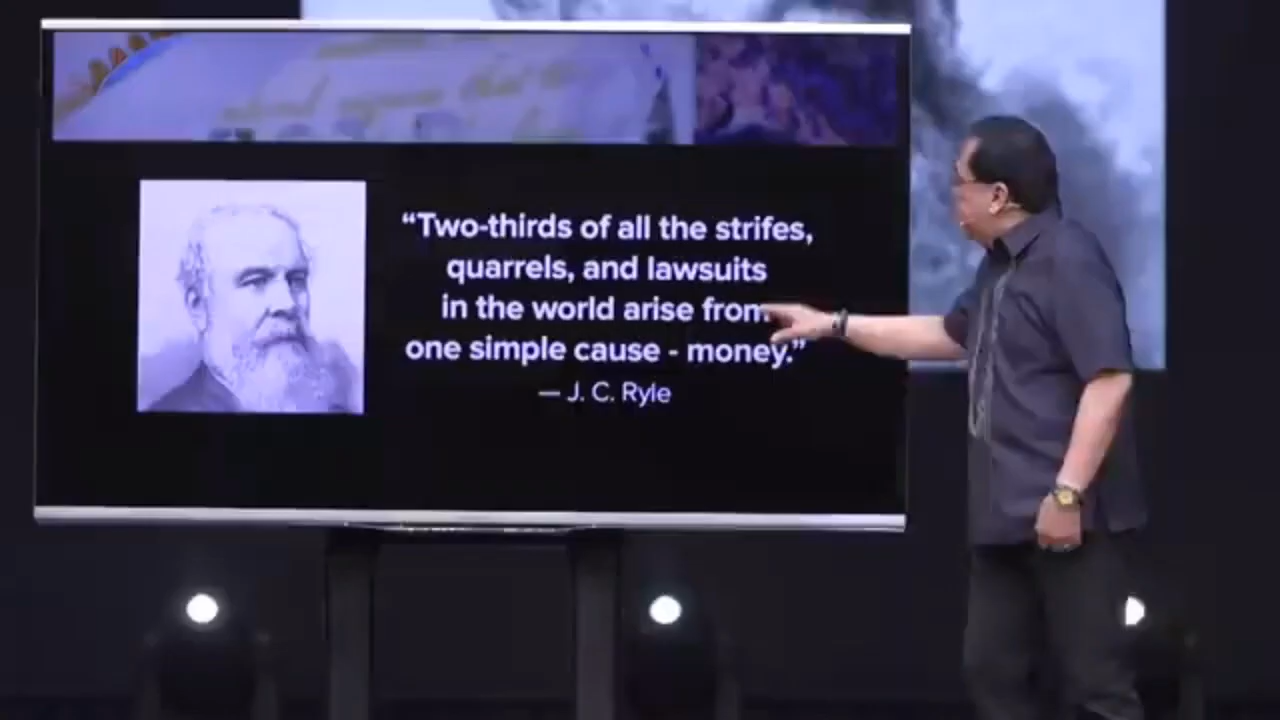 “Two-thirds of all the strifes,
quarrels, and lawsuits
in the world arise from
one simple cause - money.”
— J. C. Ryle